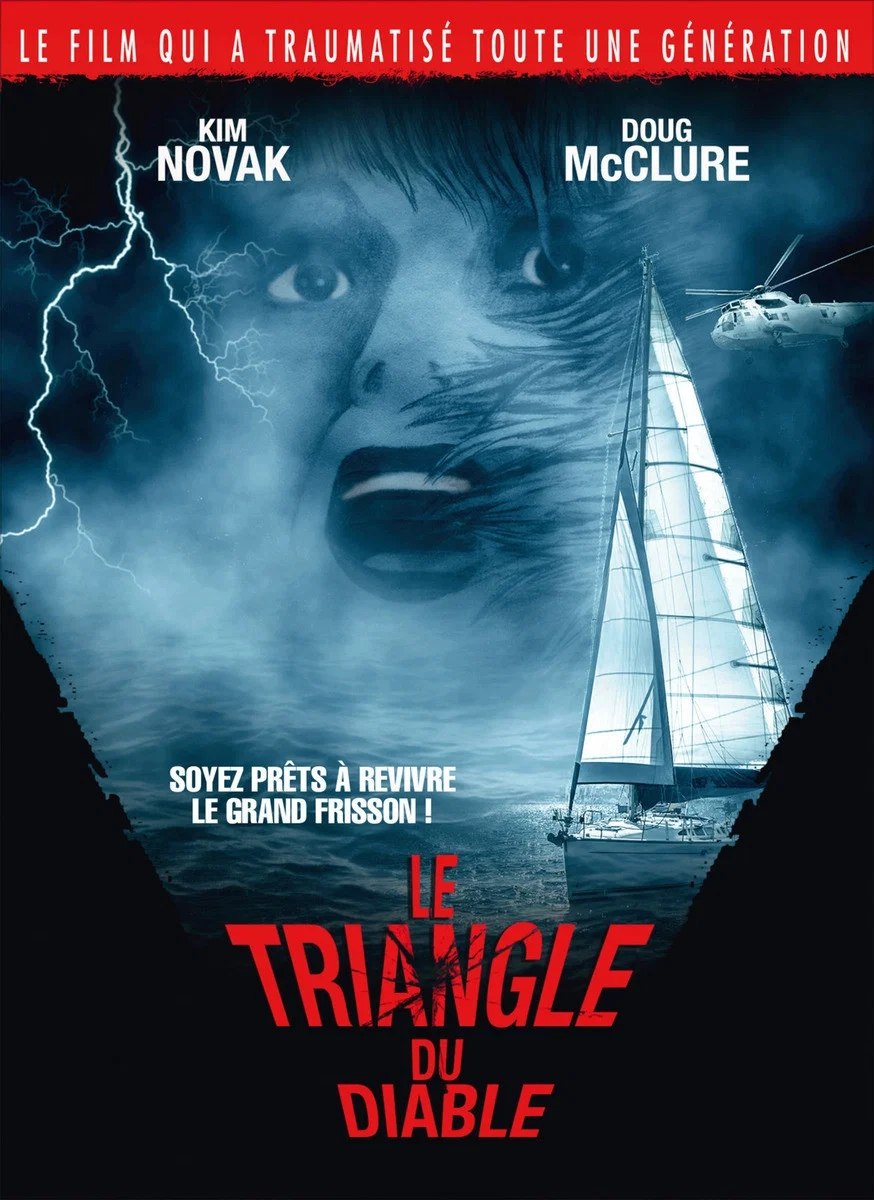 LE FILM QUI A TRAUMATISÉ TOUTE UNE GÉNÉRATION
KIM
NOVAK
DOUG
McCLURE
SOYEZ PRÊTS À REVIVRE
LE GRAND FRISSON !
LE
TRIANGLE
DU
DIABLE